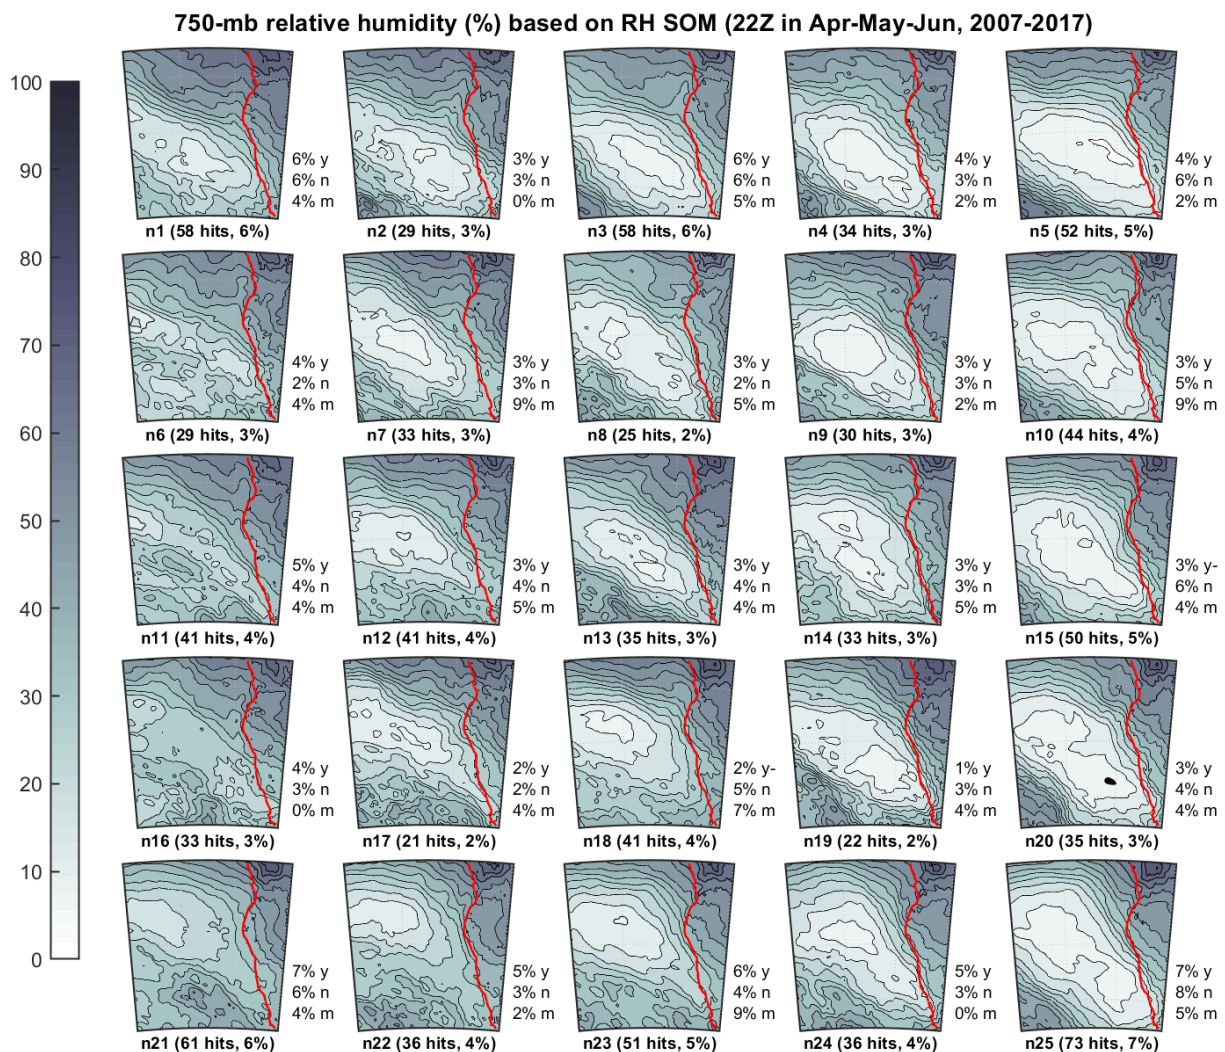 750-mb relative humidity (%) based on RH SOM (22Z in Apr-May-Jun, 2007-2017)
100
90
80
70
60
50
40
30
20
10
0
6% y
6% n
4% m
n1 (58 hits, 6%)
3% y
3% n
0% m
n2 (29 hits, 3%)
6% y
6% n
5% m
n3 (58 hits, 6%)
4% y
3% n
2% m
n4 (34 hits, 3%)
4% y
6% n
2% m
n5 (52 hits, 5%)
4% y
2% n
4% m
n6 (29 hits, 3%)
3% y
3% n
9% m
n7 (33 hits, 3%)
3% y
2% n
5% m
n8 (25 hits, 2%)
3% y
3% n
2% m
n9 (30 hits, 3%)
3% y
5% n
9% m
n10 (44 hits, 4%)
5% y
4% n
4% m
n11 (41 hits, 4%)
3% y
4% n
5% m
n12 (41 hits, 4%)
3% y
4% n
4% m
n13 (35 hits, 3%)
3% y
3% n
5% m
n14 (33 hits, 3%)
3% y-
6% n
4% m
n15 (50 hits, 5%)
4% y
3% n
0% m
n16 (33 hits, 3%)
2% y
2% n
4% m
n17 (21 hits, 2%)
2% y-
5% n
7% m
n18 (41 hits, 4%)
1% y
3% n
4% m
n19 (22 hits, 2%)
3% y
4% n
4% m
n20 (35 hits, 3%)
7% y
6% n
4% m
n21 (61 hits, 6%)
5% y
3% n
2% m
n22 (36 hits, 4%)
6% y
4% n
9% m
n23 (51 hits, 5%)
5% y
3% n
0% m
n24 (36 hits, 4%)
7% y
8% n
5% m
n25 (73 hits, 7%)